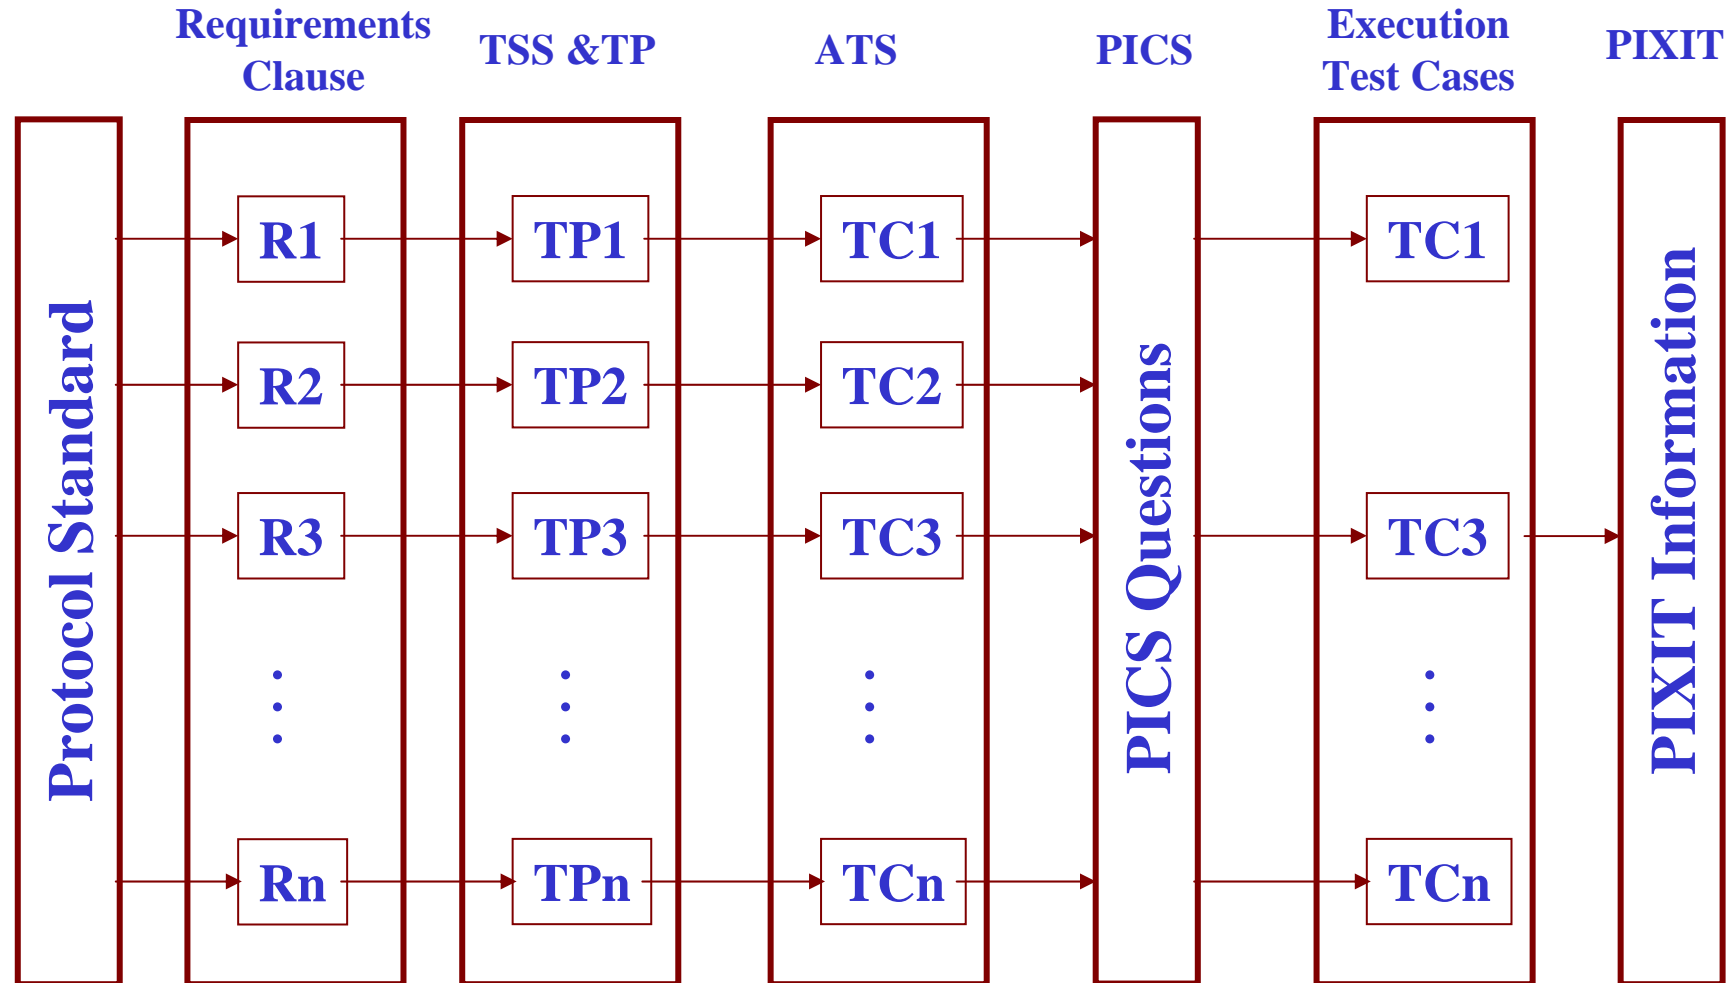 Requirements
Clause
TSS &TP
ATS
PICS
Execution
Test Cases
PIXIT
Protocol Standard
R1
TP1
TC1
TC1
R2
TP2
TC2
R3
TP3
TC3
TC3
Rn
TPn
TCn
TCn
PICS Questions
PIXIT Information